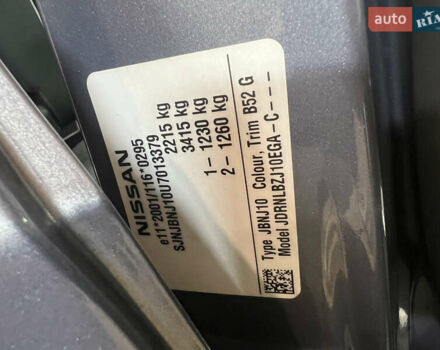 NISSAN
e11*2001/116*0295
SJNJBNJ10U7013379
2215 kg
3415 kg
1- 1230 kg
2- 1260 kg
Type JBNJ10 Colour, Trim B52 G
Model JDRNLBZJ10EGA-C---
auto RIA